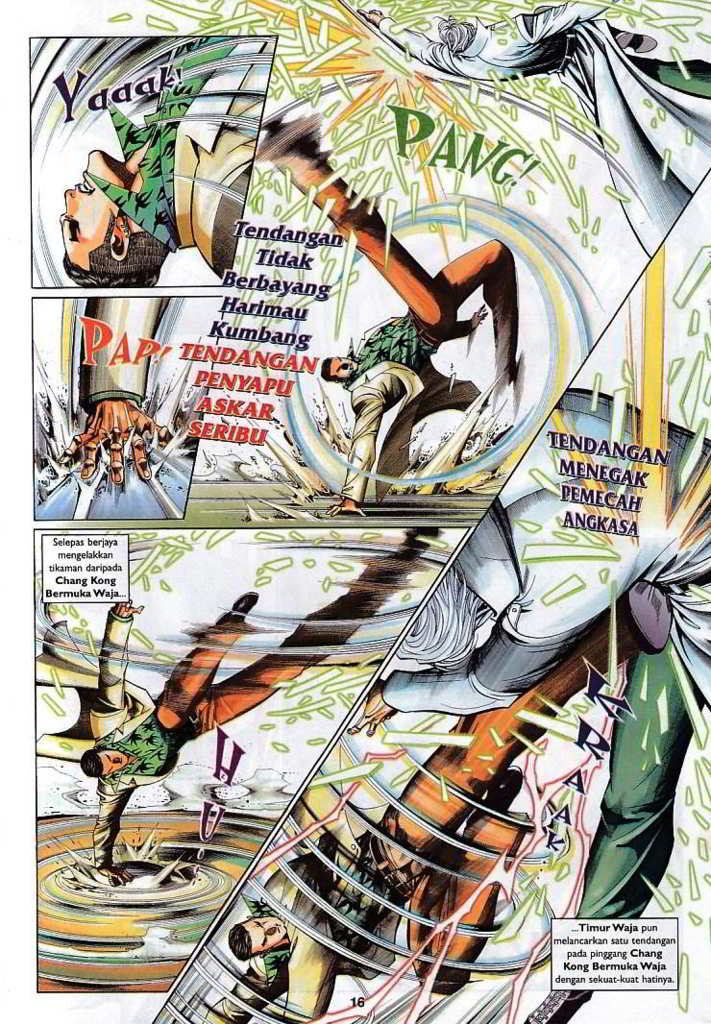 Yaaak!
PANG!
Tendangan
Tidak
Berbayang
Harimau
Kumbang
PAP!
TENDANGAN
PENYAPU
ASKAR
SERIBU
TENDANGAN
MENEGAK
PEMECAH
ANGKASA
Selepas berjaya
mengelakkan
tikaman daripada
Chang Kong
Bermuka Waja...
HU!
KRAAK
...Timur Waja pun
melancarkan satu tendangan
pada pinggang Chang
Kong Bermuka Waja
dengan sekuat-kuat hatinya.
16